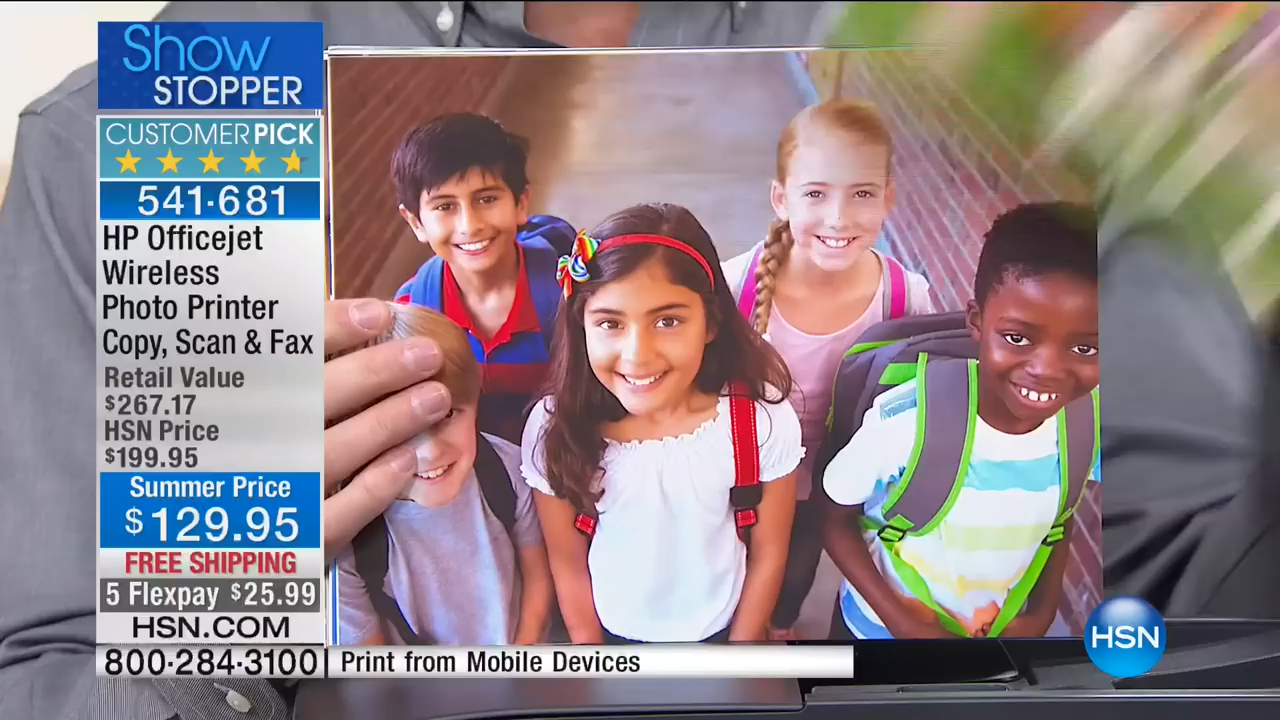 Show
STOPPER
CUSTOMER PICK
541-681
HP Officejet
Wireless
Photo Printer
Copy, Scan & Fax
Retail Value
$267.17
HSN Price
$199.95
Summer Price
$129.95
FREE SHIPPING
5 Flexpay $25.99
HSN.COM
800-284-3100
Print from Mobile Devices
HSN